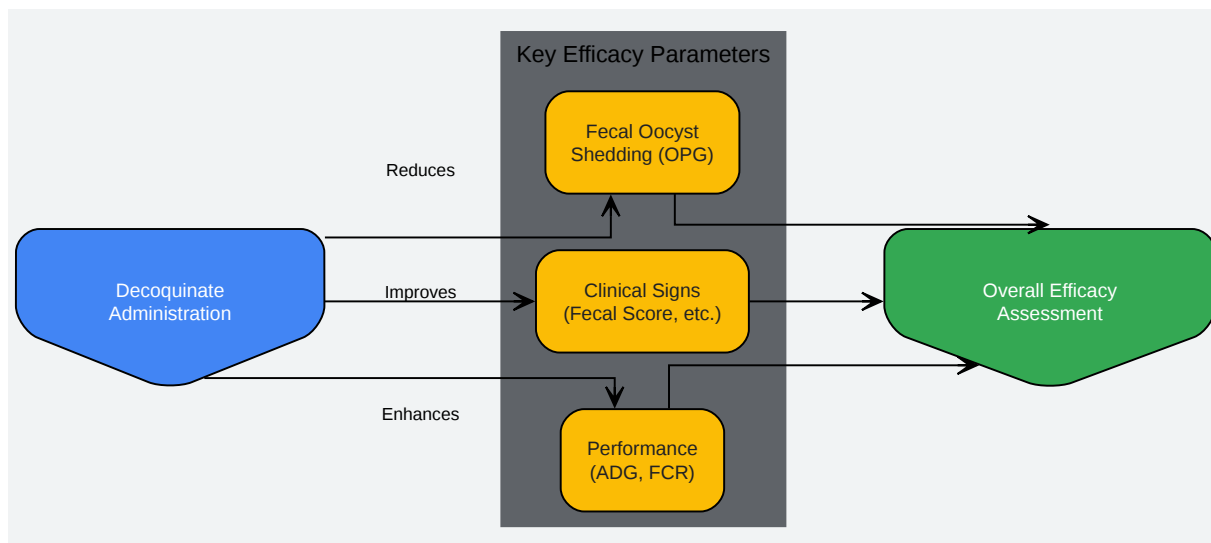 Key Efficacy Parameters
Fecal Oocyst
Shedding (OPG)
Reduces
Decoquinate
Administration
Improves
Clinical Signs
(Fecal Score, etc.)
Overall Efficacy
Assessment
Enhances
Performance
(ADG, FCR)